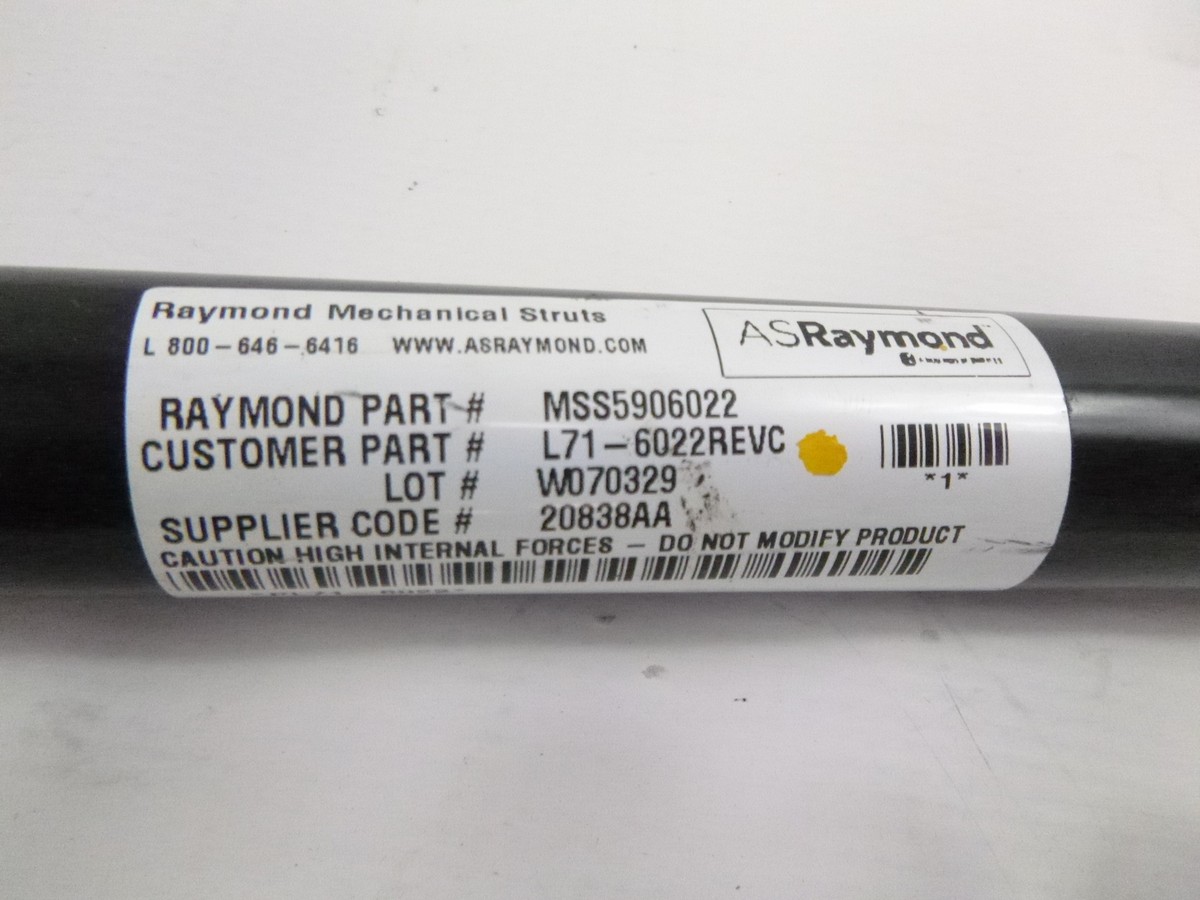 Raymond Mechanical Struts
L 800-646-6416 WWW.ASRAYMOND.COM
ASRaymond
RAYMOND PART # MSS5906022
CUSTOMER PART # L71-6022REVC
*1*
LOT # W070329
SUPPLIER CODE # 20838AA
CAUTION HIGH INTERNAL FORCES - DO NOT MODIFY PRODUCT